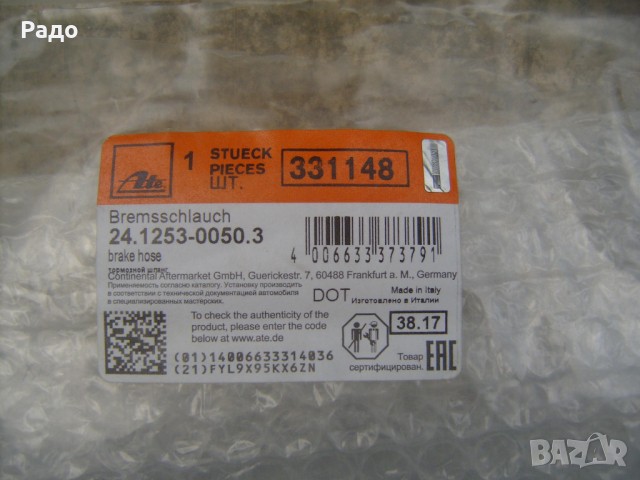 Радо
Ate
1 STUECK
PIECES
ШТ.
331148
Bremsschlauch
24.1253-0050.3
brake hose
тормозной шланг
4 006633 373791
Continental Aftermarket GmbH, Guerickestr. 7, 60488 Frankfurt a. M., Germany
Применяемость согласно каталогу. Установку производить
в соответствии с технической документацией автомобиля
в специализированных мастерских.
DOT
Made in Italy
Изготовлено в Италии
To check the authenticity of the
product, please enter the code
below at www.ate.de
38.17
(01)14006633314036
(21)FYL9X95KX6ZN
Товар
сертифицирован.
EAC
BAZAR